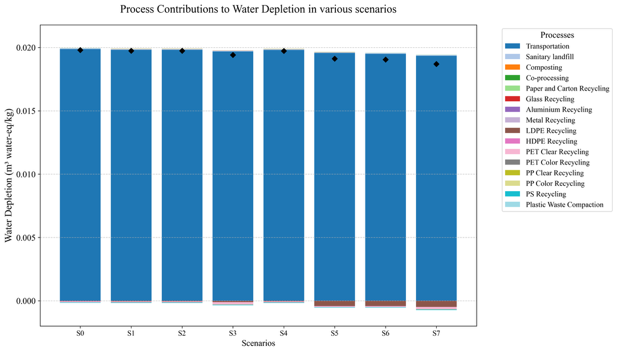 Process Contributions to Water Depletion in various scenarios
Water Depletion (m³ water-eq/kg)
0.020
0.015
0.010
0.005
0.000
S0 S1 S2 S3 S4 S5 S6 S7
Scenarios
Processes
Transportation
Sanitary landfill
Composting
Co-processing
Paper and Carton Recycling
Glass Recycling
Aluminium Recycling
Metal Recycling
LDPE Recycling
HDPE Recycling
PET Clear Recycling
PET Color Recycling
PP Clear Recycling
PP Color Recycling
PS Recycling
Plastic Waste Compaction